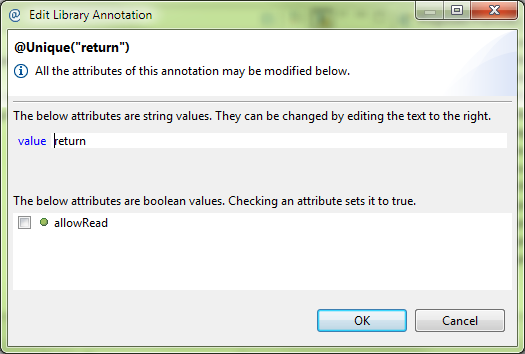 Edit Library Annotation
@Unique("return")
All the attributes of this annotation may be modified below.
The below attributes are string values. They can be changed by editing the text to the right.
value return
The below attributes are boolean values. Checking an attribute sets it to true.
allowRead
OK Cancel